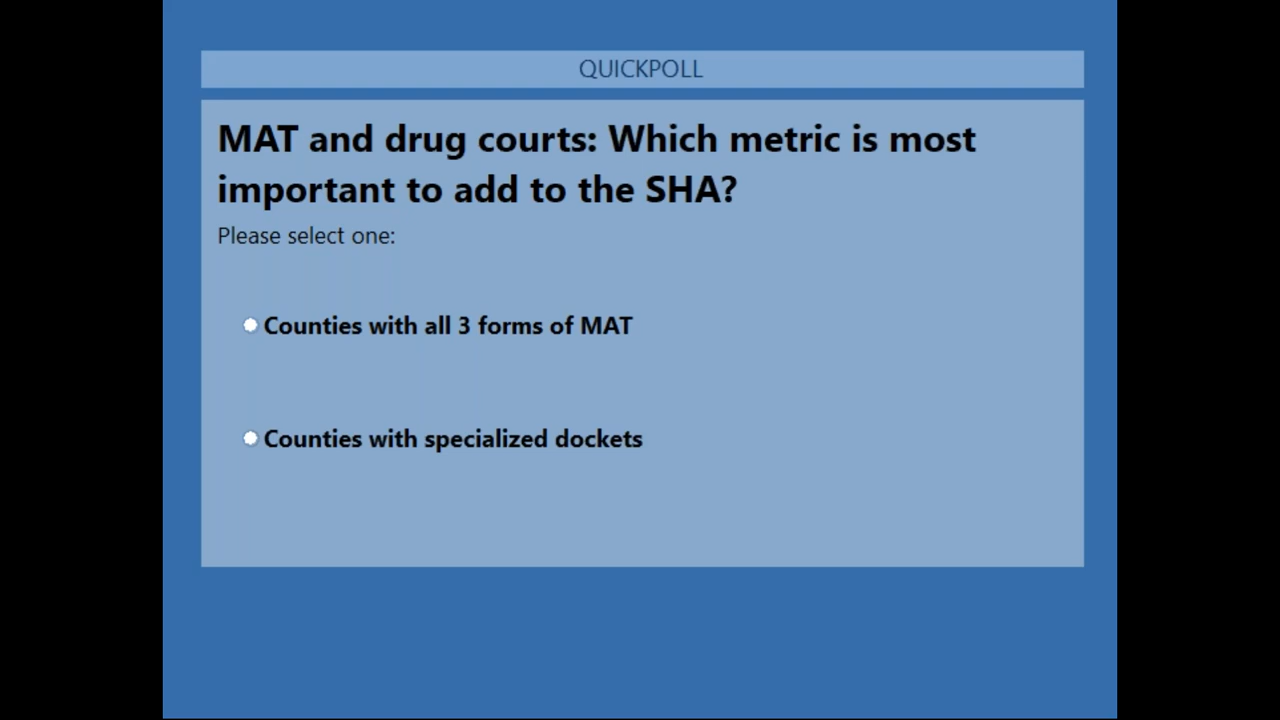 QUICKPOLL
MAT and drug courts: Which metric is most
important to add to the SHA?
Please select one:
Counties with all 3 forms of MAT
Counties with specialized dockets